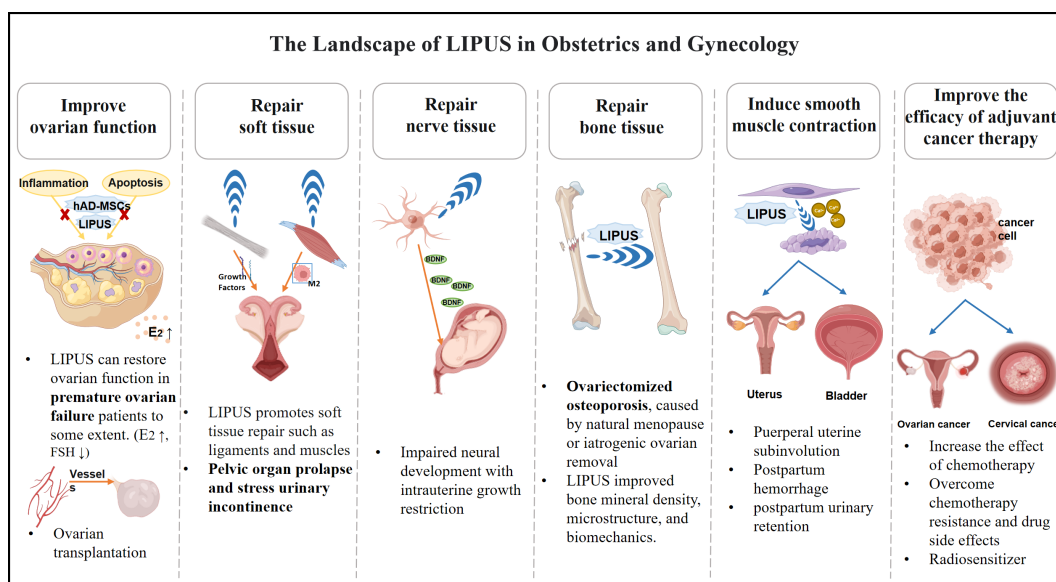 The Landscape of LIPUS in Obstetrics and Gynecology
Improve
ovarian function
Inflammation
Apoptosis
hAD-MSCs
LIPUS
E2 ↑
• LIPUS can restore
ovarian function in
premature ovarian
failure patients to
some extent. (E2 ↑,
FSH ↓)
Vessel
s
• Ovarian
transplantation
Repair
soft tissue
Growth
Factors
M2
• LIPUS promotes soft
tissue repair such as
ligaments and muscles
• Pelvic organ prolapse
and stress urinary
incontinence
Repair
nerve tissue
BDNF
BDNF
BDNF
BDNF
BDNF
• Impaired neural
development with
intrauterine growth
restriction
Repair
bone tissue
LIPUS
• Ovariectomized
osteoporosis, caused
by natural menopause
or iatrogenic ovarian
removal
• LIPUS improved
bone mineral density,
microstructure, and
biomechanics.
Induce smooth
muscle contraction
LIPUS
Ca²⁺
Ca²⁺
Ca²⁺
Uterus
Bladder
• Puerperal uterine
subinvolution
• Postpartum
hemorrhage
• postpartum urinary
retention
Improve the
efficacy of adjuvant
cancer therapy
cancer
cell
Ovarian cancer
Cervical cancer
• Increase the effect
of chemotherapy
• Overcome
chemotherapy
resistance and drug
side effects
• Radiosensitizer